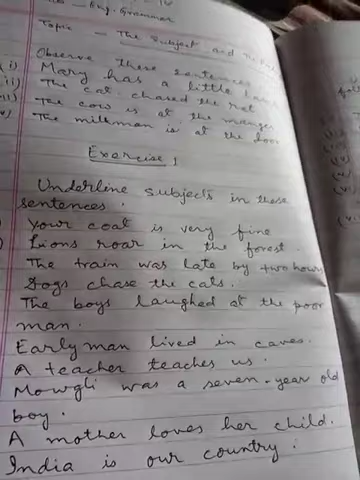 Eng. Grammar
Topic - The Subject and
Observe these sentences
i) Mary has a little
ii) The cat chased the rat
iii) The cow is at the manger
The milkman is at the door
Exercise 1
Underline subjects in these
sentences.
Your coat is very fine
Lions roar in the forest.
The train was late by two hours
Dogs chase the cats.
The boys laughed at the poor
man.
Early man lived in caves.
A teacher teaches us.
Mowgli was a seven-year old
boy.
A mother loves her child.
India is our country.